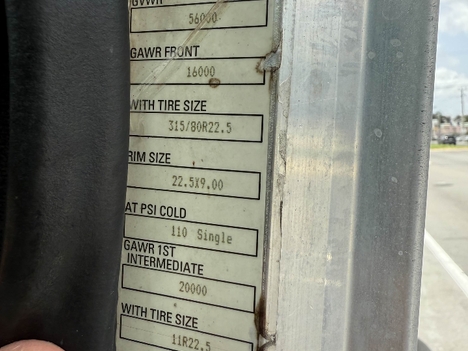 GVWR
56000
GAWR FRONT
16000
WITH TIRE SIZE
315/80R22.5
RIM SIZE
22.5X9.00
AT PSI COLD
110 Single
GAWR 1ST
INTERMEDIATE
20000
WITH TIRE SIZE
11R22.5